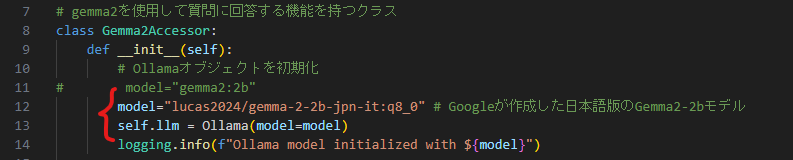 7 # gemma2を使用して質問に回答する機能を持つクラス
8 class Gemma2Accessor:
9     def __init__(self):
10         # Ollamaオブジェクトを初期化
11 #        model="gemma2:2b"
12         model="lucas2024/gemma-2-2b-jpn-it:q8_0" # Googleが作成した日本語版のGemma2-2bモデル
13         self.llm = Ollama(model=model)
14         logging.info(f"Ollama model initialized with ${model}")